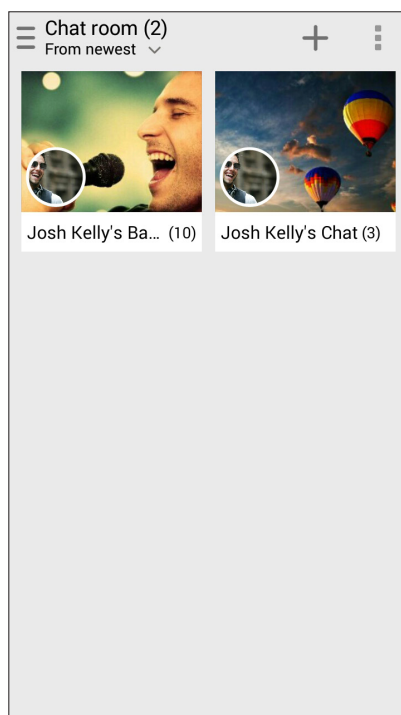 Chat room (2)
From newest
Josh Kelly's Ba... (10)
Josh Kelly's Chat (3)